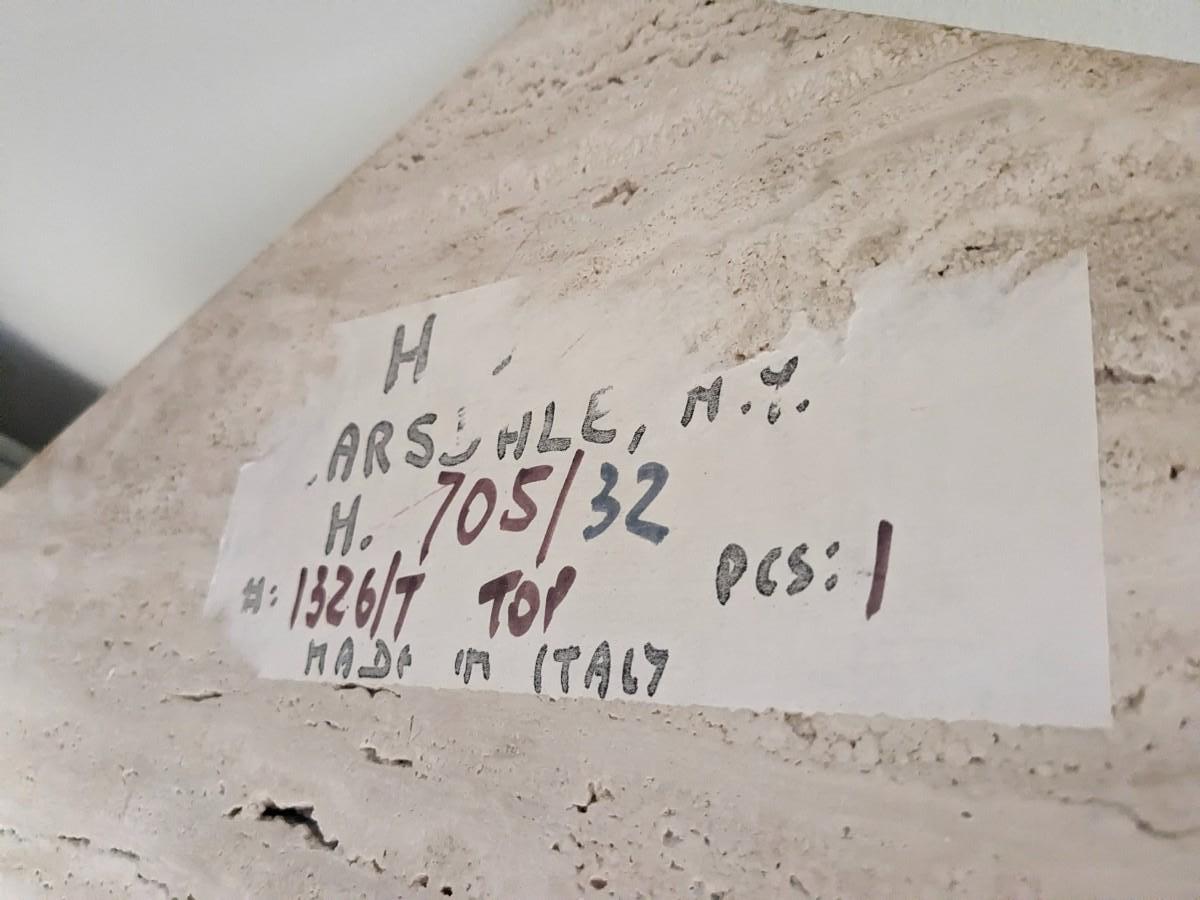 H
ARSDALE, N.Y.
H. 705/32
#: 1326/T TOP PCS: 1
MADE IN ITALY